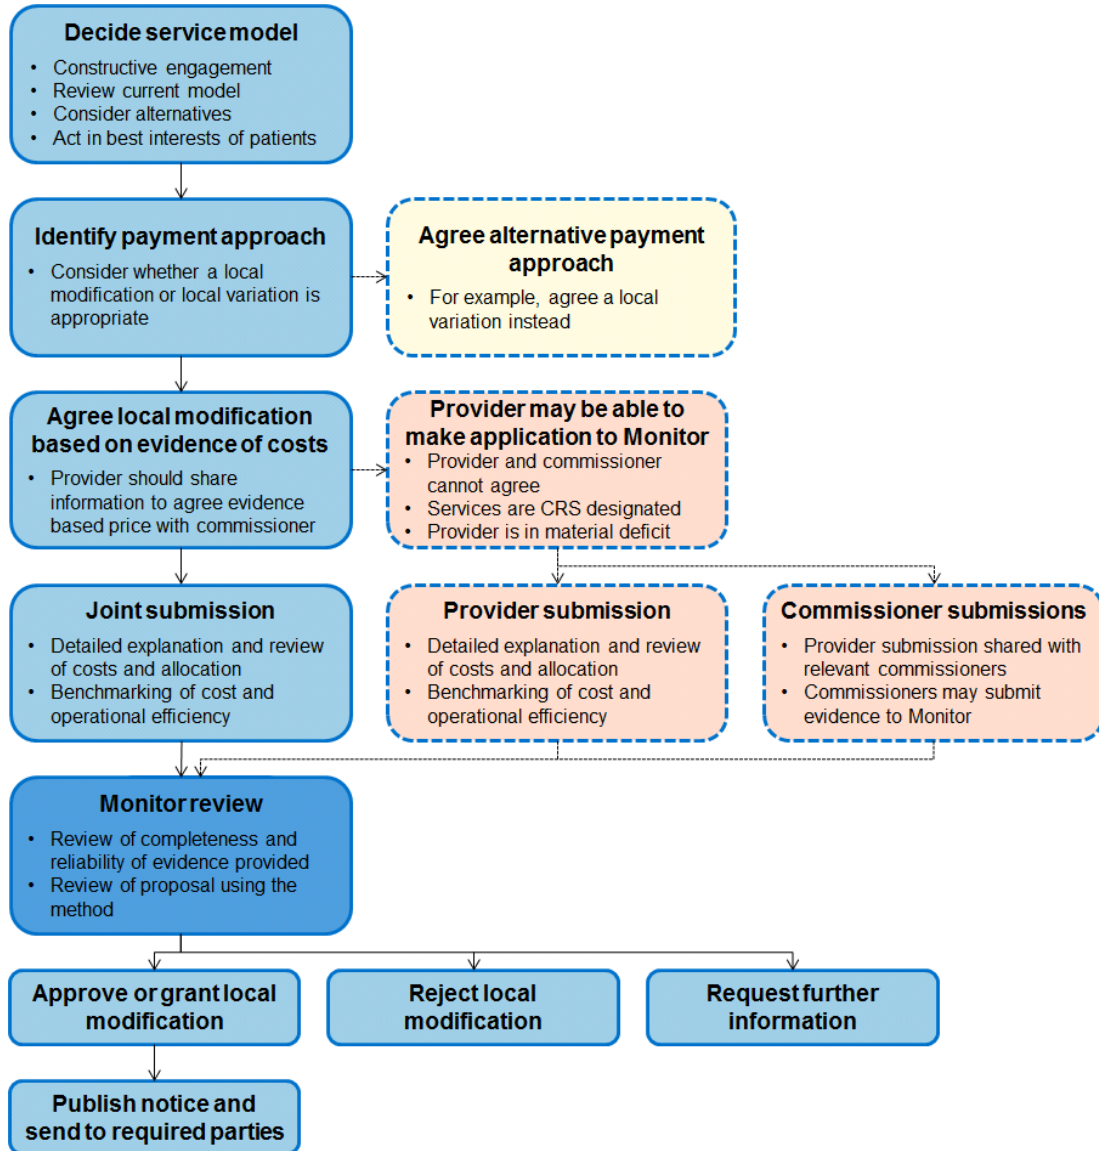 Decide service model
• Constructive engagement
• Review current model
• Consider alternatives
• Act in best interests of patients
Identify payment approach
• Consider whether a local
modification or local variation is
appropriate
Agree alternative payment
approach
• For example, agree a local
variation instead
Agree local modification
based on evidence of costs
• Provider should share
information to agree evidence
based price with commissioner
Provider may be able to
make application to Monitor
• Provider and commissioner
cannot agree
• Services are CRS designated
• Provider is in material deficit
Joint submission
• Detailed explanation and review
of costs and allocation
• Benchmarking of cost and
operational efficiency
Provider submission
• Detailed explanation and review
of costs and allocation
• Benchmarking of cost and
operational efficiency
Commissioner submissions
• Provider submission shared with
relevant commissioners
• Commissioners may submit
evidence to Monitor
Monitor review
• Review of completeness and
reliability of evidence provided
• Review of proposal using the
method
Approve or grant local
modification
Reject local
modification
Request further
information
Publish notice and
send to required parties